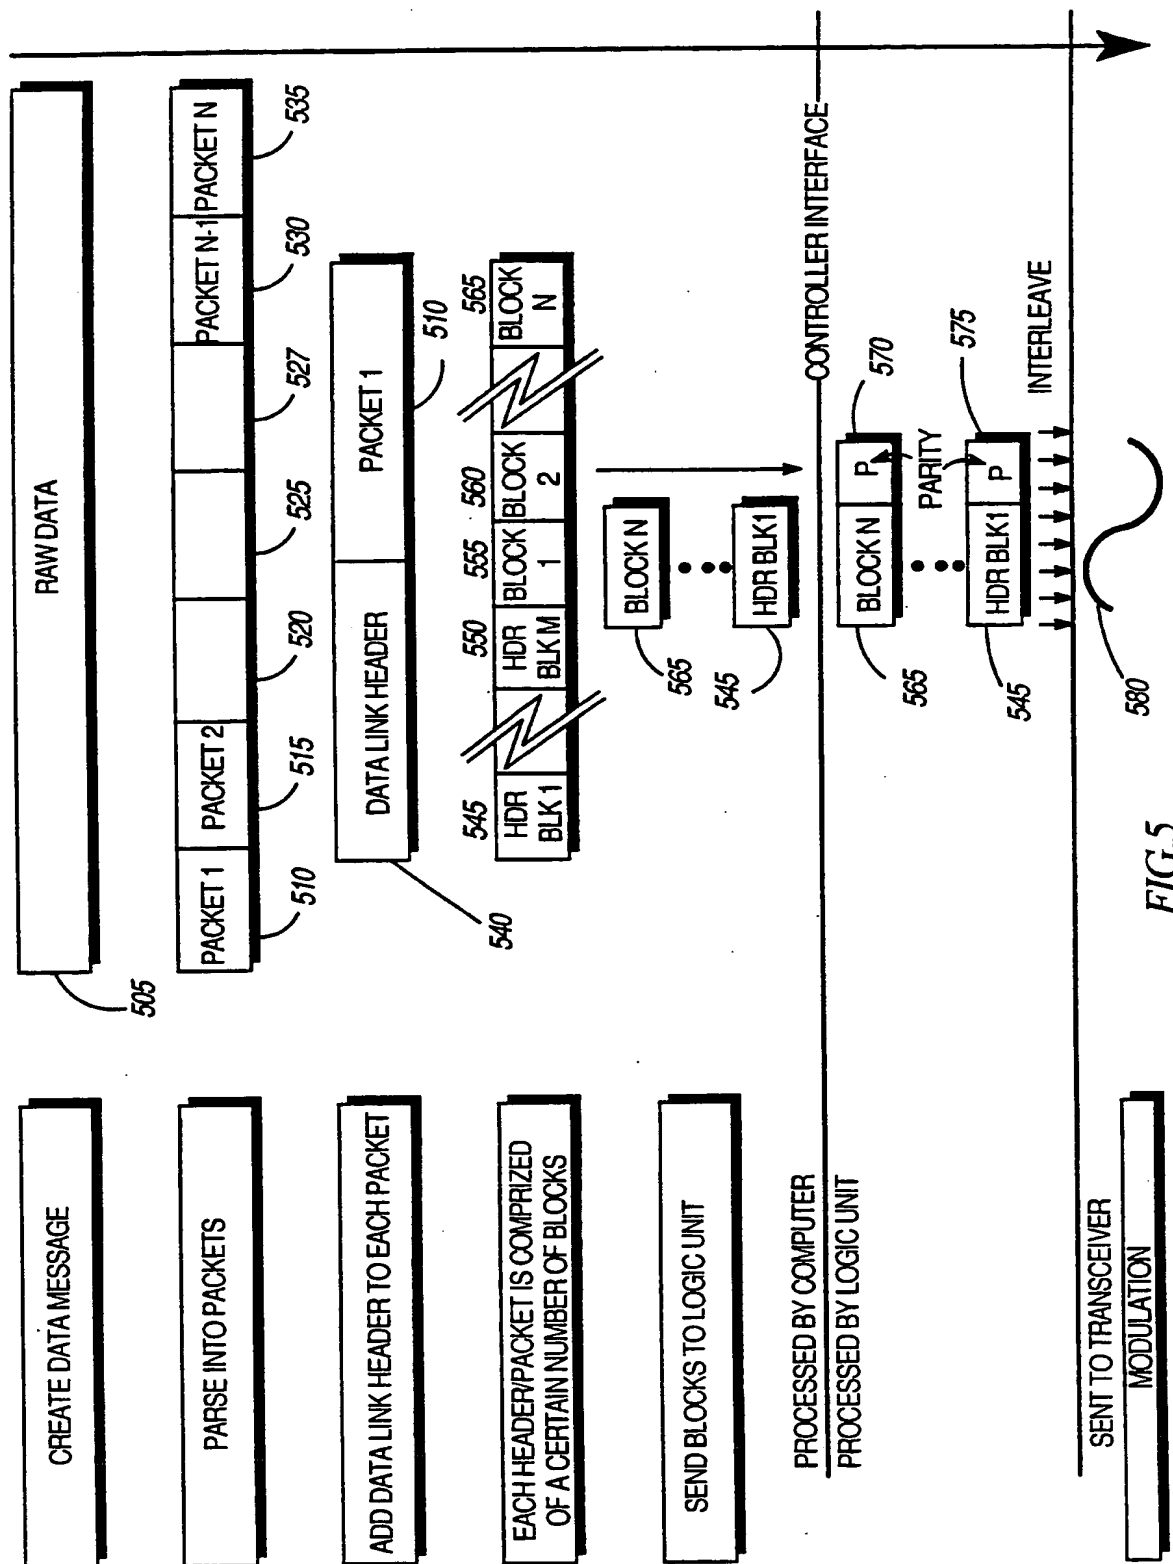 CREATE DATA MESSAGE
RAW DATA
505
PARSE INTO PACKETS
PACKET 1
PACKET 2
PACKET N-1
PACKET N
510
515
520
525
527
530
535
ADD DATA LINK HEADER TO EACH PACKET
DATA LINK HEADER
PACKET 1
540
510
EACH HEADER/PACKET IS COMPRIZED
OF A CERTAIN NUMBER OF BLOCKS
545
550
555
560
565
HDR
BLK 1
HDR
BLK M
BLOCK
1
BLOCK
2
BLOCK
N
SEND BLOCKS TO LOGIC UNIT
BLOCK N
565
HDR BLK1
545
PROCESSED BY COMPUTER
CONTROLLER INTERFACE
PROCESSED BY LOGIC UNIT
BLOCK N
P
570
565
PARITY
HDR BLK1
P
575
545
INTERLEAVE
SENT TO TRANSCEIVER
580
MODULATION
FIG.5